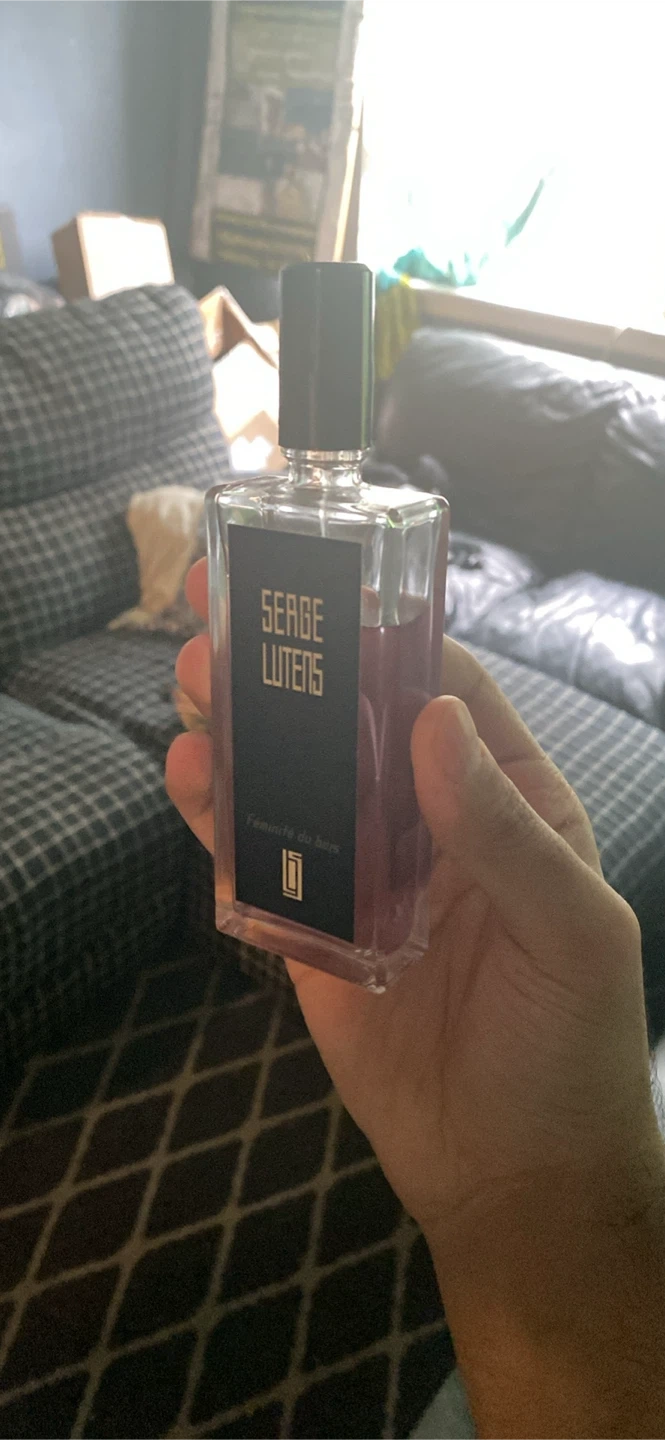 SERGE
LUTENS
Féminité du bois